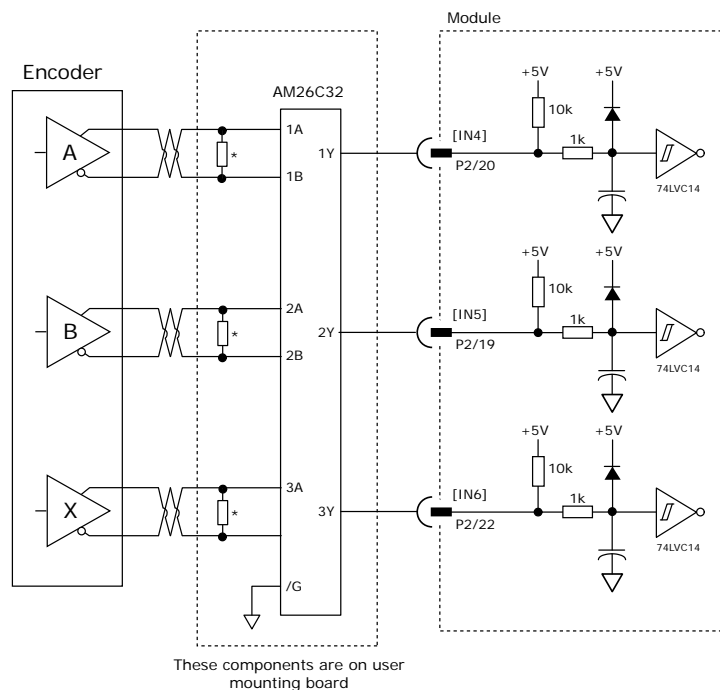 Module
Encoder
AM26C32
+5V
+5V
10k
A
*
1A
1B
1Y
[IN4]
P2/20
1k
74LVC14
+5V
+5V
10k
B
*
2A
2B
2Y
[IN5]
P2/19
1k
74LVC14
+5V
+5V
10k
X
*
3A
3Y
[IN6]
P2/22
1k
74LVC14
/G
These components are on user
mounting board